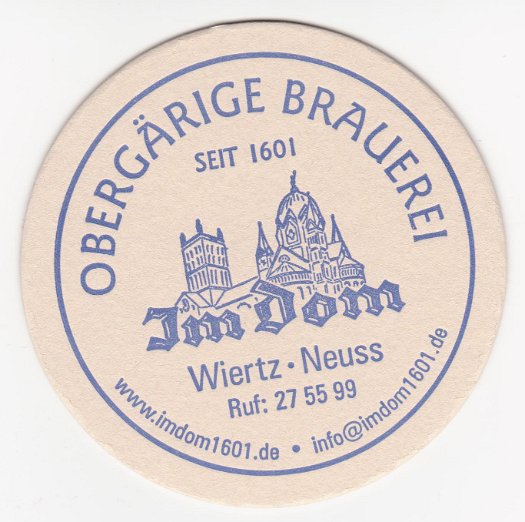 OBERGÄRIGE BRAUEREI
SEIT 1601
Im Dom
Wiertz · Neuss
Ruf: 27 55 99
www.imdom1601.de • info@imdom1601.de